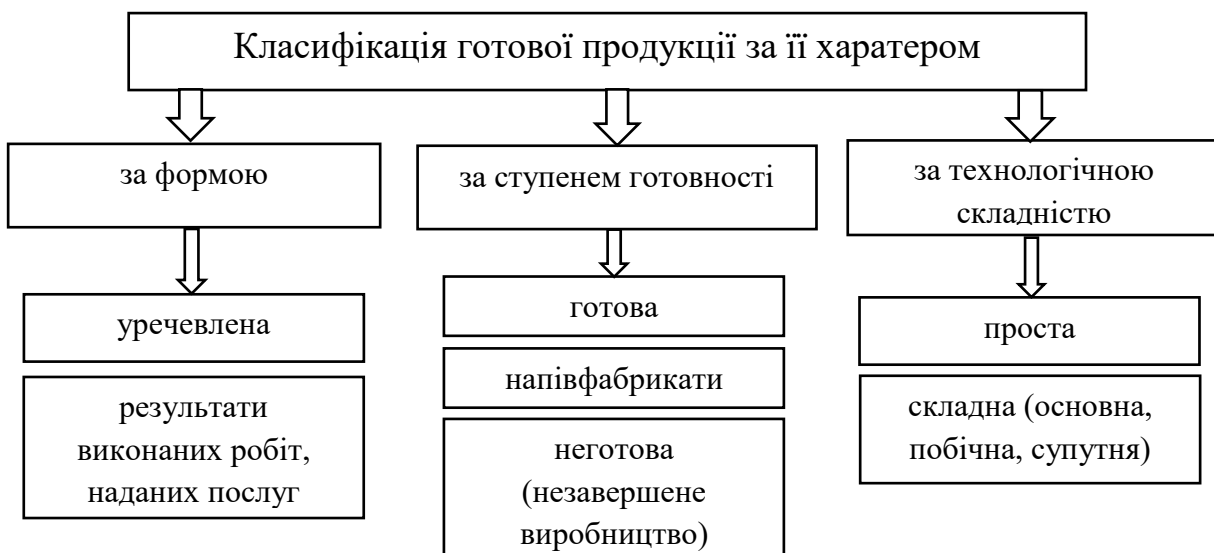 Класифікація готової продукції за її харатером
за формою
уречевлена
результати
виконаних робіт,
наданих послуг
за ступенем готовності
готова
напівфабрикати
неготова
(незавершене
виробництво)
за технологічною
складністю
проста
складна (основна,
побічна, супутня)